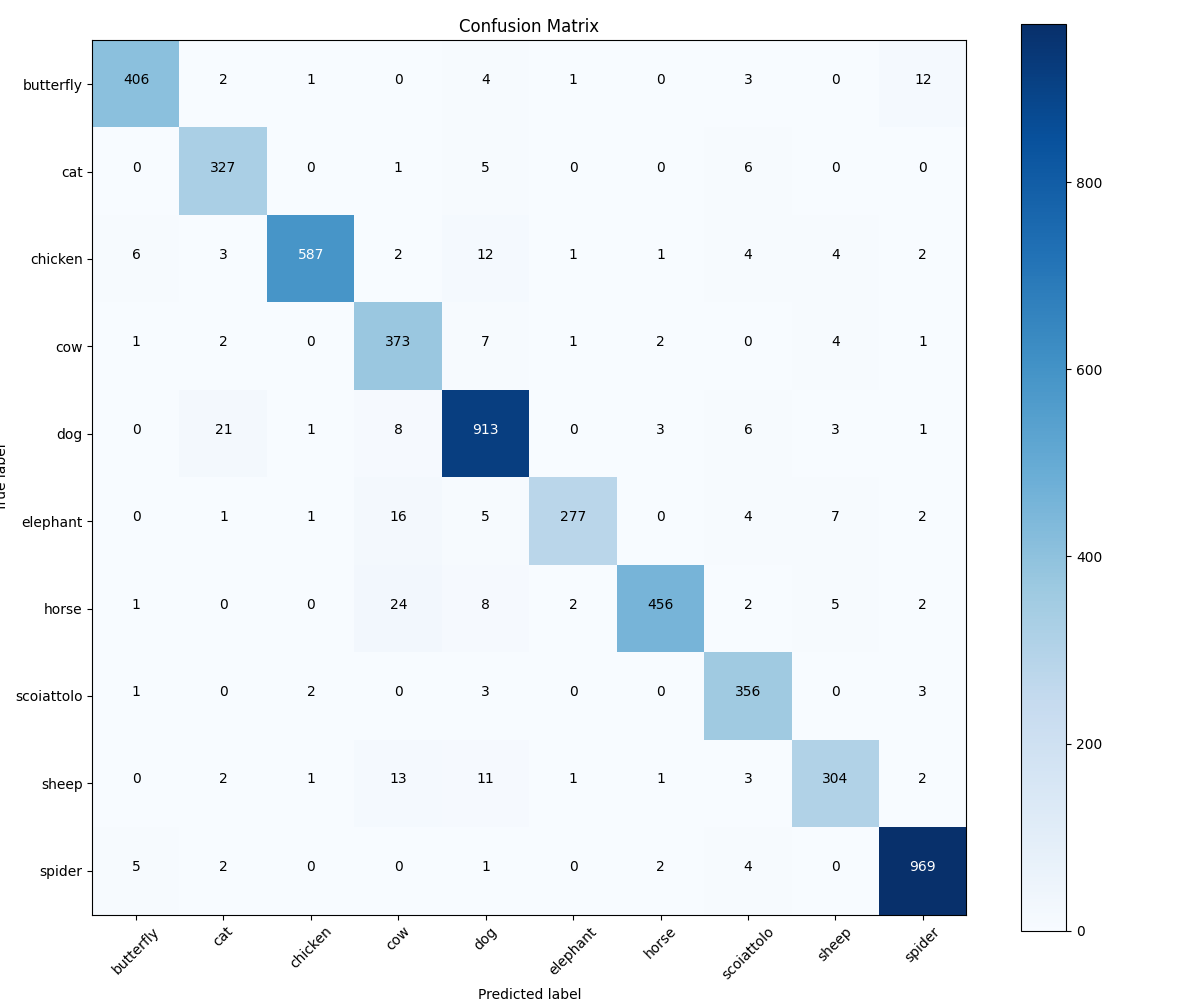 Confusion Matrix
butterfly 406 2 1 0 4 1 0 3 0 12
cat 0 327 0 1 5 0 0 6 0 0
800
chicken 6 3 587 2 12 1 1 4 4 2
cow 1 2 0 373 7 1 2 0 4 1
600
dog 0 21 1 8 913 0 3 6 3 1
elephant 0 1 1 16 5 277 0 4 7 2
400
horse 1 0 0 24 8 2 456 2 5 2
scoiattolo 1 0 2 0 3 0 0 356 0 3
200
sheep 0 2 1 13 11 1 1 3 304 2
spider 5 2 0 0 1 0 2 4 0 969
0
butterfly cat chicken cow dog elephant horse scoiattolo sheep spider
Predicted label